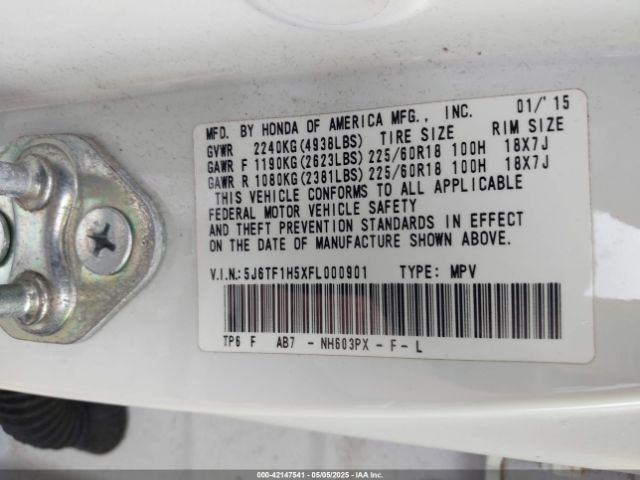 MFD. BY HONDA OF AMERICA MFG., INC. 01/'15
GVWR 2240KG(4938LBS) TIRE SIZE RIM SIZE
GAWR F 1190KG(2623LBS) 225/60R18 100H 18X7J
GAWR R 1080KG(2381LBS) 225/60R18 100H 18X7J
THIS VEHICLE CONFORMS TO ALL APPLICABLE
FEDERAL MOTOR VEHICLE SAFETY
AND THEFT PREVENTION STANDARDS IN EFFECT
ON THE DATE OF MANUFACTURE SHOWN ABOVE.
V.I.N.:5J6TF1H5XFL000901 TYPE: MPV
TP6 F AB7 - NH603PX - F - L
000-42147541 - 05/05/2025 - IAA INC.